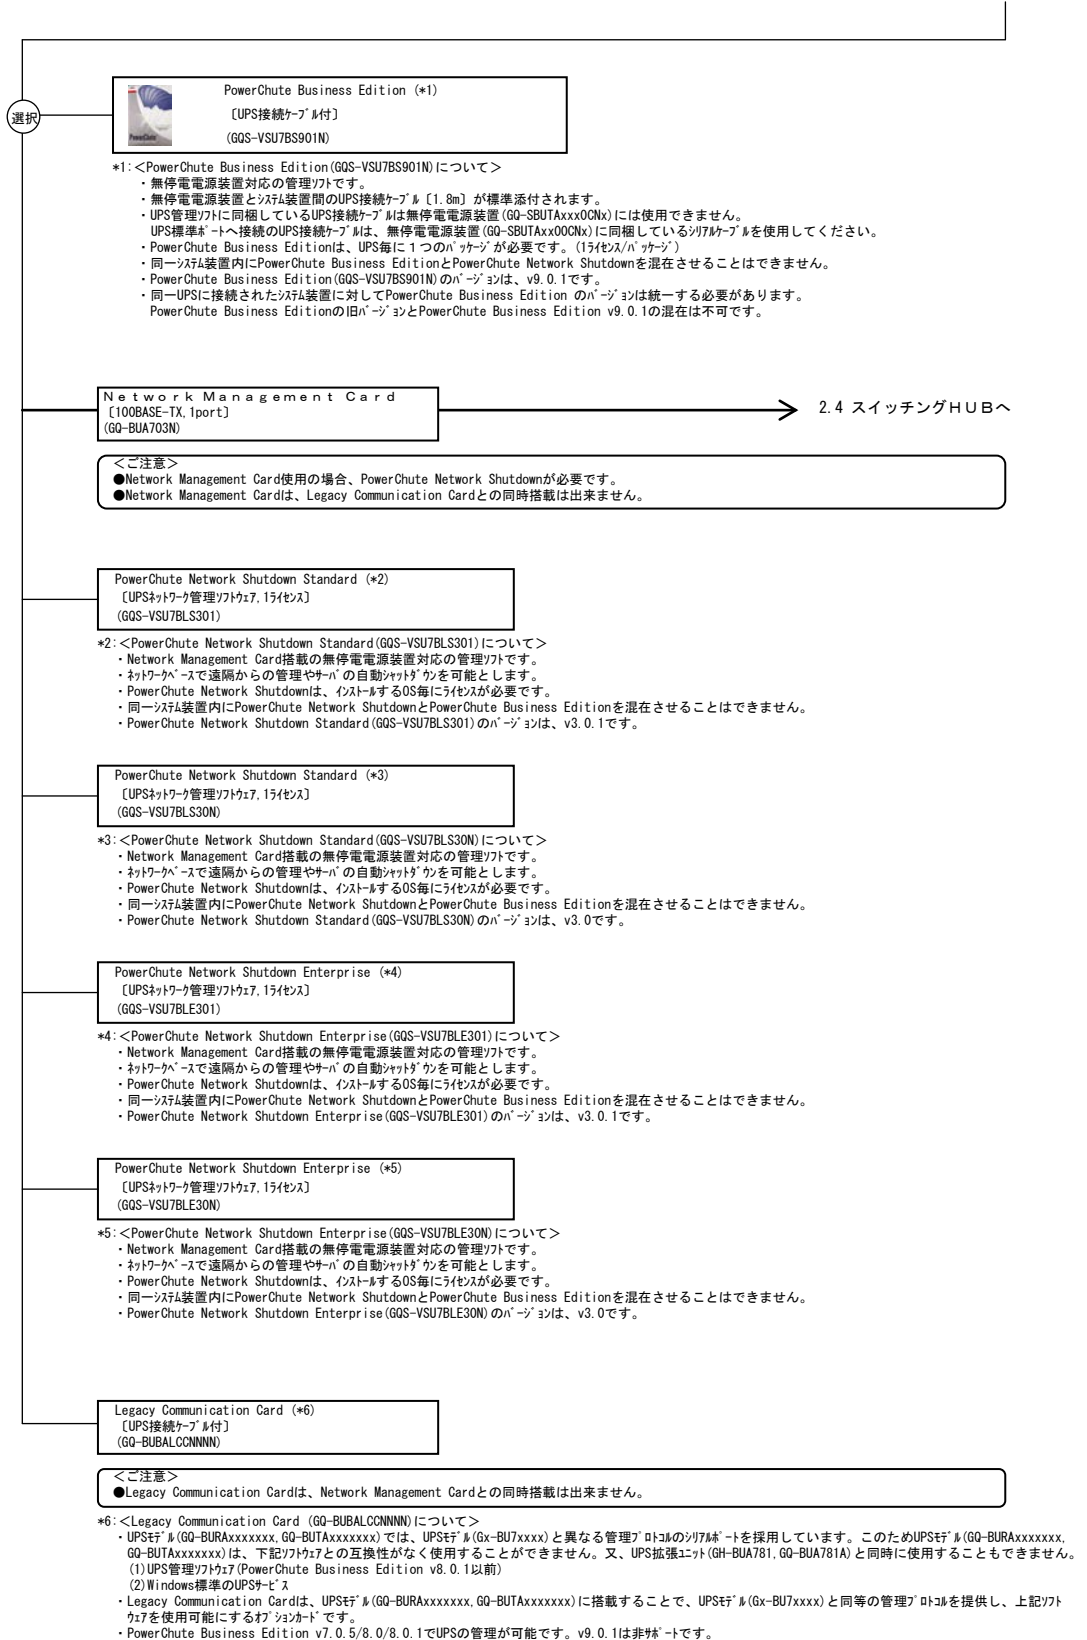 選択
PowerChute Business Edition (*1)
〔UPS接続ｹｰﾌﾞﾙ付〕
(GQS-VSU7BS901N)
PowerChute
*1:＜PowerChute Business Edition(GQS-VSU7BS901N)について＞
・無停電電源装置対応の管理ｿﾌﾄです。
・無停電電源装置とｼｽﾃﾑ装置間のUPS接続ｹｰﾌﾞﾙ〔1.8m〕が標準添付されます。
・UPS管理ｿﾌﾄに同梱しているUPS接続ｹｰﾌﾞﾙは無停電電源装置(GQ-SBUTAxxxOCNx)には使用できません。
UPS標準ﾎﾟｰﾄへ接続のUPS接続ｹｰﾌﾞﾙは、無停電電源装置(GQ-SBUTAxxOOCNx)に同梱しているｼﾘｱﾙｹｰﾌﾞﾙを使用してください。
・PowerChute Business Editionは、UPS毎に１つのﾊﾟｯｹｰｼﾞが必要です。(1ﾗｲｾﾝｽ/ﾊﾟｯｹｰｼﾞ)
・同一ｼｽﾃﾑ装置内にPowerChute Business EditionとPowerChute Network Shutdownを混在させることはできません。
・PowerChute Business Edition(GQS-VSU7BS901N)のﾊﾞｰｼﾞｮﾝは、v9.0.1です。
・同一UPSに接続されたｼｽﾃﾑ装置に対してPowerChute Business Edition のﾊﾞｰｼﾞｮﾝは統一する必要があります。
PowerChute Business Editionの旧ﾊﾞｰｼﾞｮﾝとPowerChute Business Edition v9.0.1の混在は不可です。
Ｎｅｔｗｏｒｋ Ｍａｎａｇｅｍｅｎｔ Ｃａｒｄ
〔100BASE-TX,1port〕
(GQ-BUA703N)
2.4 スイッチングＨＵＢへ
＜ご注意＞
●Network Management Card使用の場合、PowerChute Network Shutdownが必要です。
●Network Management Cardは、Legacy Communication Cardとの同時搭載は出来ません。
PowerChute Network Shutdown Standard (*2)
〔UPSﾈｯﾄﾜｰｸ管理ｿﾌﾄｳｪｱ,1ﾗｲｾﾝｽ〕
(GQS-VSU7BLS301)
*2:＜PowerChute Network Shutdown Standard(GQS-VSU7BLS301)について＞
・Network Management Card搭載の無停電電源装置対応の管理ｿﾌﾄです。
・ﾈｯﾄﾜｰｸﾍﾞｰｽで遠隔からの管理やｻｰﾊﾞの自動ｼｬｯﾄﾀﾞｳﾝを可能とします。
・PowerChute Network Shutdownは、ｲﾝｽﾄｰﾙするOS毎にﾗｲｾﾝｽが必要です。
・同一ｼｽﾃﾑ装置内にPowerChute Network ShutdownとPowerChute Business Editionを混在させることはできません。
・PowerChute Network Shutdown Standard(GQS-VSU7BLS301)のﾊﾞｰｼﾞｮﾝは、v3.0.1です。
PowerChute Network Shutdown Standard (*3)
〔UPSﾈｯﾄﾜｰｸ管理ｿﾌﾄｳｪｱ,1ﾗｲｾﾝｽ〕
(GQS-VSU7BLS30N)
*3:＜PowerChute Network Shutdown Standard(GQS-VSU7BLS30N)について＞
・Network Management Card搭載の無停電電源装置対応の管理ｿﾌﾄです。
・ﾈｯﾄﾜｰｸﾍﾞｰｽで遠隔からの管理やｻｰﾊﾞの自動ｼｬｯﾄﾀﾞｳﾝを可能とします。
・PowerChute Network Shutdownは、ｲﾝｽﾄｰﾙするOS毎にﾗｲｾﾝｽが必要です。
・同一ｼｽﾃﾑ装置内にPowerChute Network ShutdownとPowerChute Business Editionを混在させることはできません。
・PowerChute Network Shutdown Standard(GQS-VSU7BLS30N)のﾊﾞｰｼﾞｮﾝは、v3.0です。
PowerChute Network Shutdown Enterprise (*4)
〔UPSﾈｯﾄﾜｰｸ管理ｿﾌﾄｳｪｱ,1ﾗｲｾﾝｽ〕
(GQS-VSU7BLE301)
*4:＜PowerChute Network Shutdown Enterprise(GQS-VSU7BLE301)について＞
・Network Management Card搭載の無停電電源装置対応の管理ｿﾌﾄです。
・ﾈｯﾄﾜｰｸﾍﾞｰｽで遠隔からの管理やｻｰﾊﾞの自動ｼｬｯﾄﾀﾞｳﾝを可能とします。
・PowerChute Network Shutdownは、ｲﾝｽﾄｰﾙするOS毎にﾗｲｾﾝｽが必要です。
・同一ｼｽﾃﾑ装置内にPowerChute Network ShutdownとPowerChute Business Editionを混在させることはできません。
・PowerChute Network Shutdown Enterprise(GQS-VSU7BLE301)のﾊﾞｰｼﾞｮﾝは、v3.0.1です。
PowerChute Network Shutdown Enterprise (*5)
〔UPSﾈｯﾄﾜｰｸ管理ｿﾌﾄｳｪｱ,1ﾗｲｾﾝｽ〕
(GQS-VSU7BLE30N)
*5:＜PowerChute Network Shutdown Enterprise(GQS-VSU7BLE30N)について＞
・Network Management Card搭載の無停電電源装置対応の管理ｿﾌﾄです。
・ﾈｯﾄﾜｰｸﾍﾞｰｽで遠隔からの管理やｻｰﾊﾞの自動ｼｬｯﾄﾀﾞｳﾝを可能とします。
・PowerChute Network Shutdownは、ｲﾝｽﾄｰﾙするOS毎にﾗｲｾﾝｽが必要です。
・同一ｼｽﾃﾑ装置内にPowerChute Network ShutdownとPowerChute Business Editionを混在させることはできません。
・PowerChute Network Shutdown Enterprise(GQS-VSU7BLE30N)のﾊﾞｰｼﾞｮﾝは、v3.0です。
Legacy Communication Card (*6)
〔UPS接続ｹｰﾌﾞﾙ付〕
(GQ-BUBALCCNNNN)
＜ご注意＞
●Legacy Communication Cardは、Network Management Cardとの同時搭載は出来ません。
*6:＜Legacy Communication Card (GQ-BUBALCCNNNN)について＞
・UPSﾓﾃﾞﾙ(GQ-BURAxxxxxxx,GQ-BUTAxxxxxxx)では、UPSﾓﾃﾞﾙ(Gx-BU7xxxx)と異なる管理ﾌﾟﾛﾄｺﾙのｼﾘｱﾙﾎﾟｰﾄを採用しています。このためUPSﾓﾃﾞﾙ(GQ-BURAxxxxxxx,
GQ-BUTAxxxxxxx)は、下記ｿﾌﾄｳｪｱとの互換性がなく使用することができません。又、UPS拡張ﾕﾆｯﾄ(GH-BUA781,GQ-BUA781A)と同時に使用することもできません。
(1)UPS管理ｿﾌﾄｳｪｱ(PowerChute Business Edition v8.0.1以前)
(2)Windows標準のUPSｻｰﾋﾞｽ
・Legacy Communication Cardは、UPSﾓﾃﾞﾙ(GQ-BURAxxxxxxx,GQ-BUTAxxxxxxx)に搭載することで、UPSﾓﾃﾞﾙ(Gx-BU7xxxx)と同等の管理ﾌﾟﾛﾄｺﾙを提供し、上記ｿﾌﾄ
ｳｪｱを使用可能にするｵﾌﾟｼｮﾝｶｰﾄﾞです。
・PowerChute Business Edition v7.0.5/8.0/8.0.1でUPSの管理が可能です。v9.0.1は非ｻﾎﾟｰﾄです。